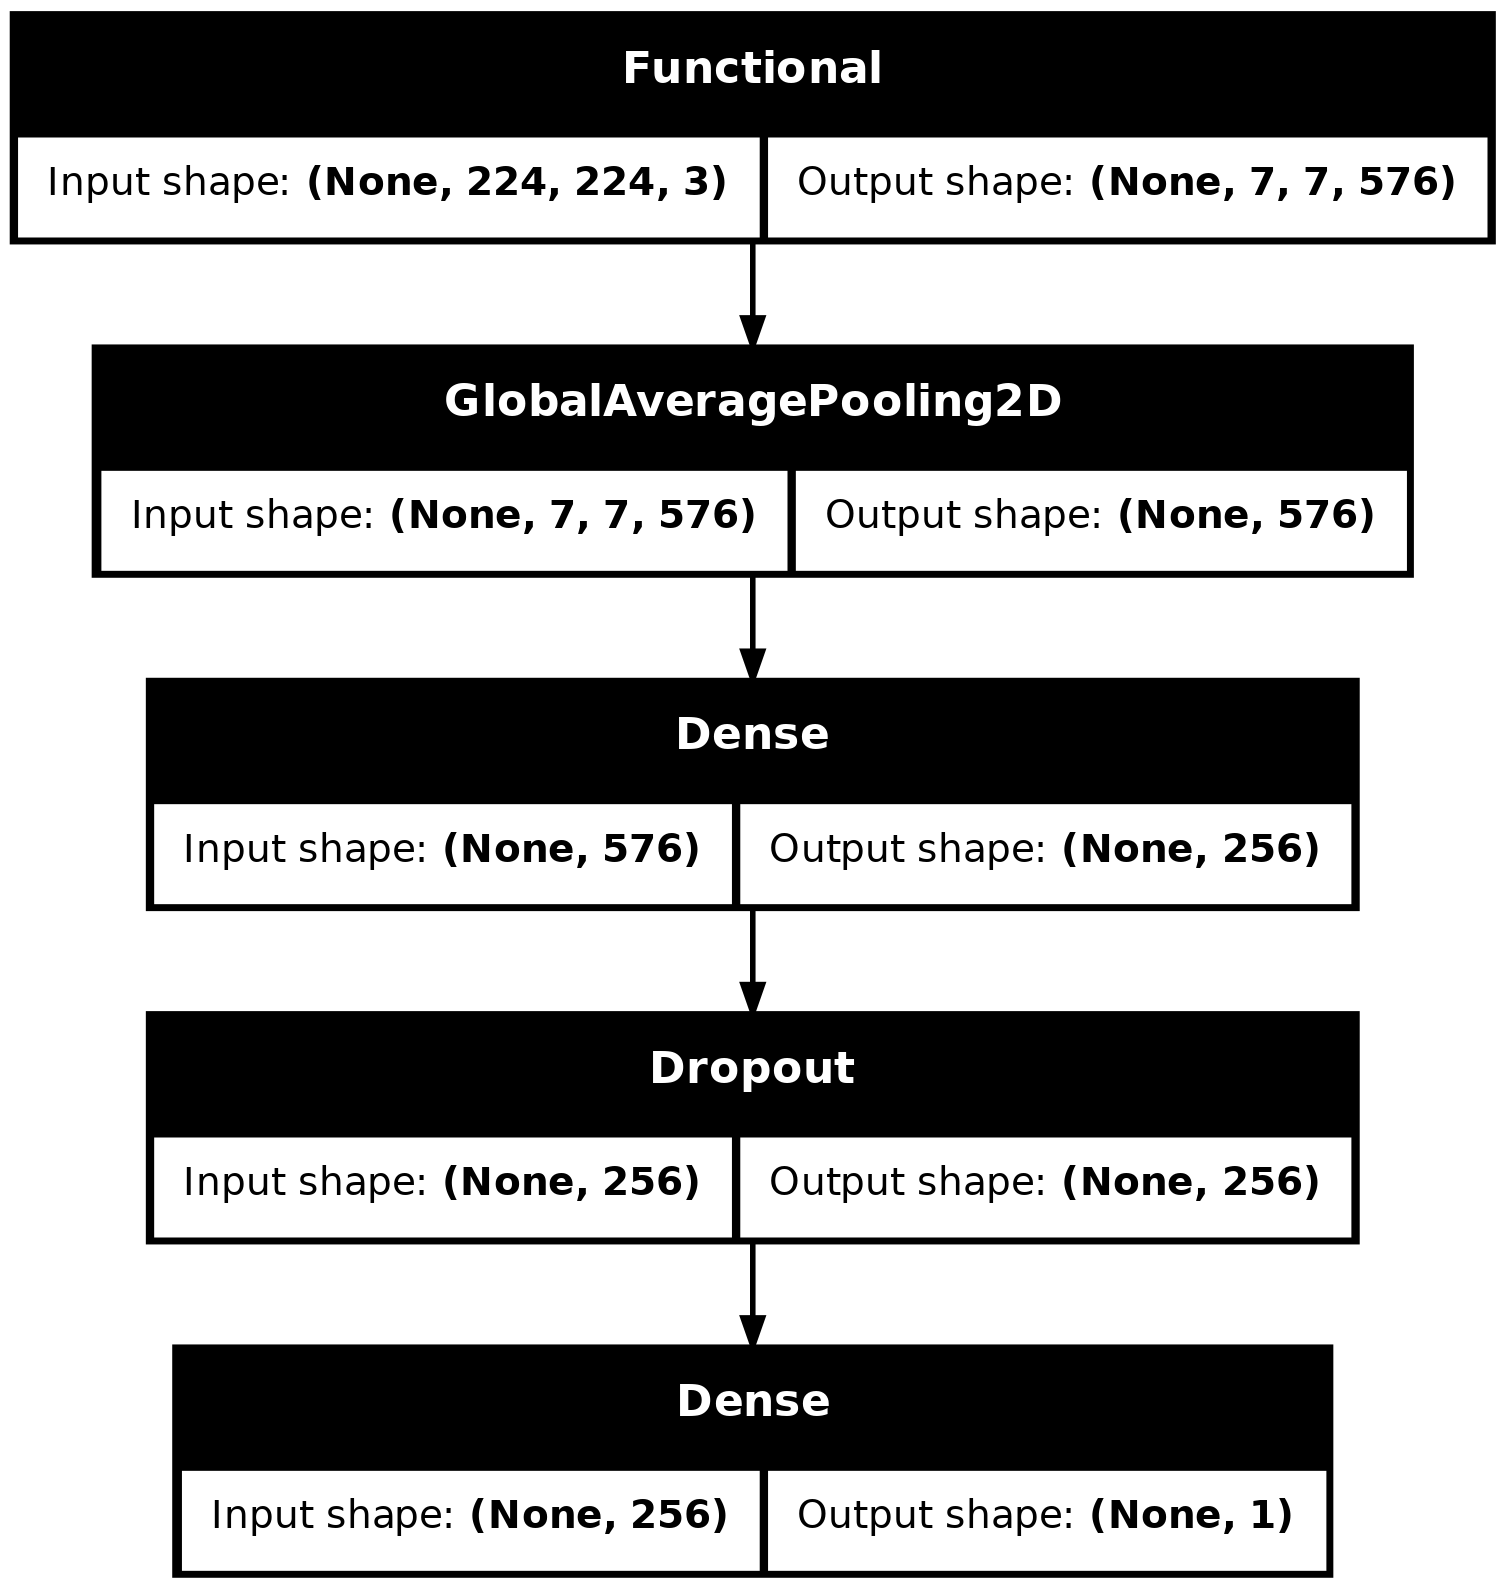 Functional
Input shape: (None, 224, 224, 3) Output shape: (None, 7, 7, 576)
GlobalAveragePooling2D
Input shape: (None, 7, 7, 576) Output shape: (None, 576)
Dense
Input shape: (None, 576) Output shape: (None, 256)
Dropout
Input shape: (None, 256) Output shape: (None, 256)
Dense
Input shape: (None, 256) Output shape: (None, 1)